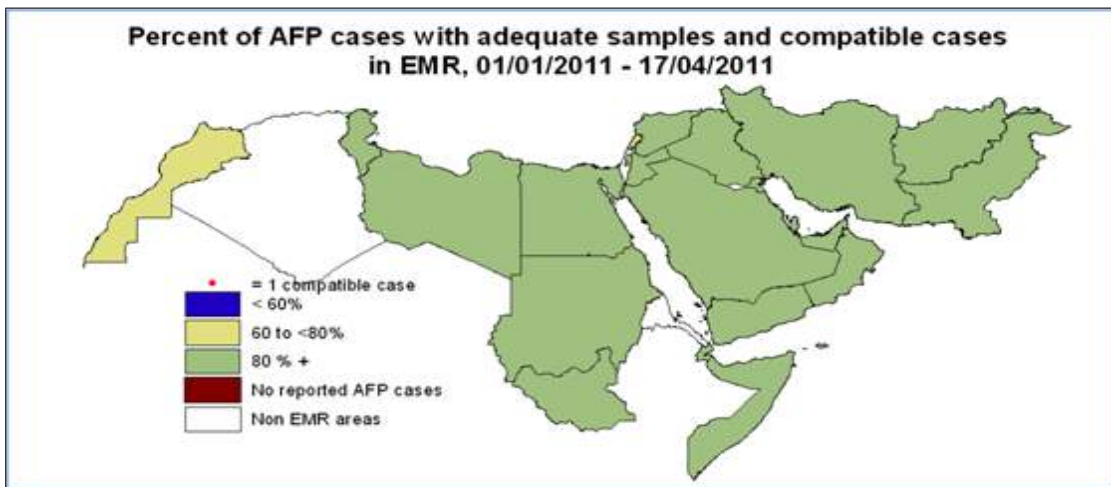 Percent of AFP cases with adequate samples and compatible cases
in EMR, 01/01/2011 - 17/04/2011
= 1 compatible case
< 60%
60 to <80%
80 % +
No reported AFP cases
Non EMR areas